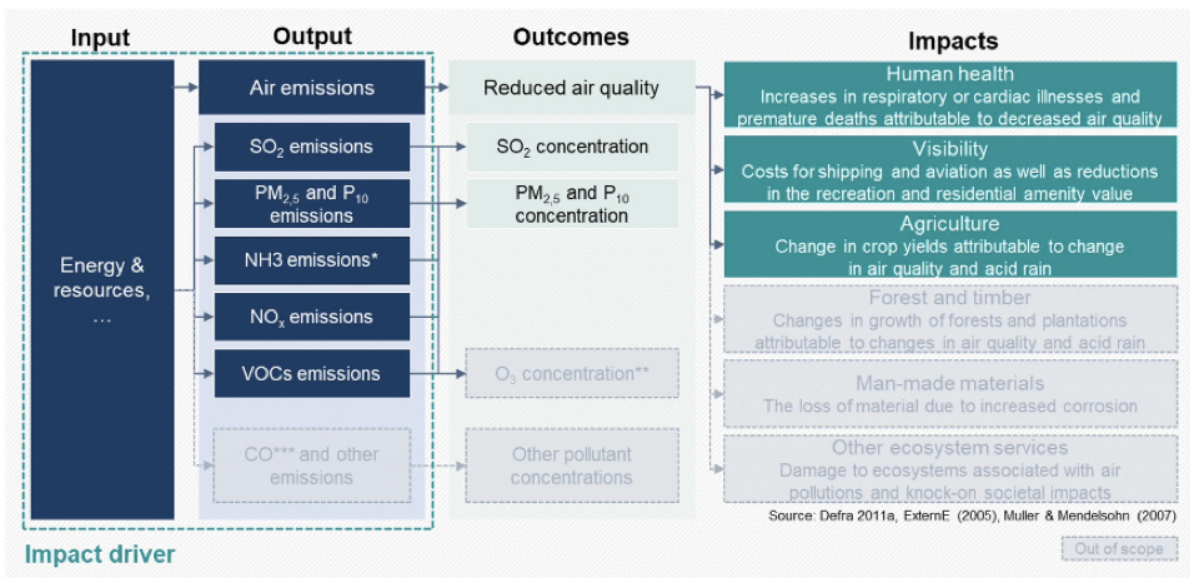 Input
Output
Outcomes
Impacts
Energy &
resources,
...
Air emissions
SO₂ emissions
PM₂,₅ and P₁₀
emissions
NH3 emissions*
NOₓ emissions
VOCs emissions
CO*** and other
emissions
Reduced air quality
SO₂ concentration
PM₂,₅ and P₁₀
concentration
O₃ concentration**
Other pollutant
concentrations
Human health
Increases in respiratory or cardiac illnesses and
premature deaths attributable to decreased air quality
Visibility
Costs for shipping and aviation as well as reductions
in the recreation and residential amenity value
Agriculture
Change in crop yields attributable to change
in air quality and acid rain
Forest and timber
Changes in growth of forests and plantations
attributable to changes in air quality and acid rain
Man-made materials
The loss of material due to increased corrosion
Other ecosystem services
Damage to ecosystems associated with air
pollutions and knock-on societal impacts
Source: Defra 2011a, ExternE (2005), Muller & Mendelsohn (2007)
Impact driver
Out of scope